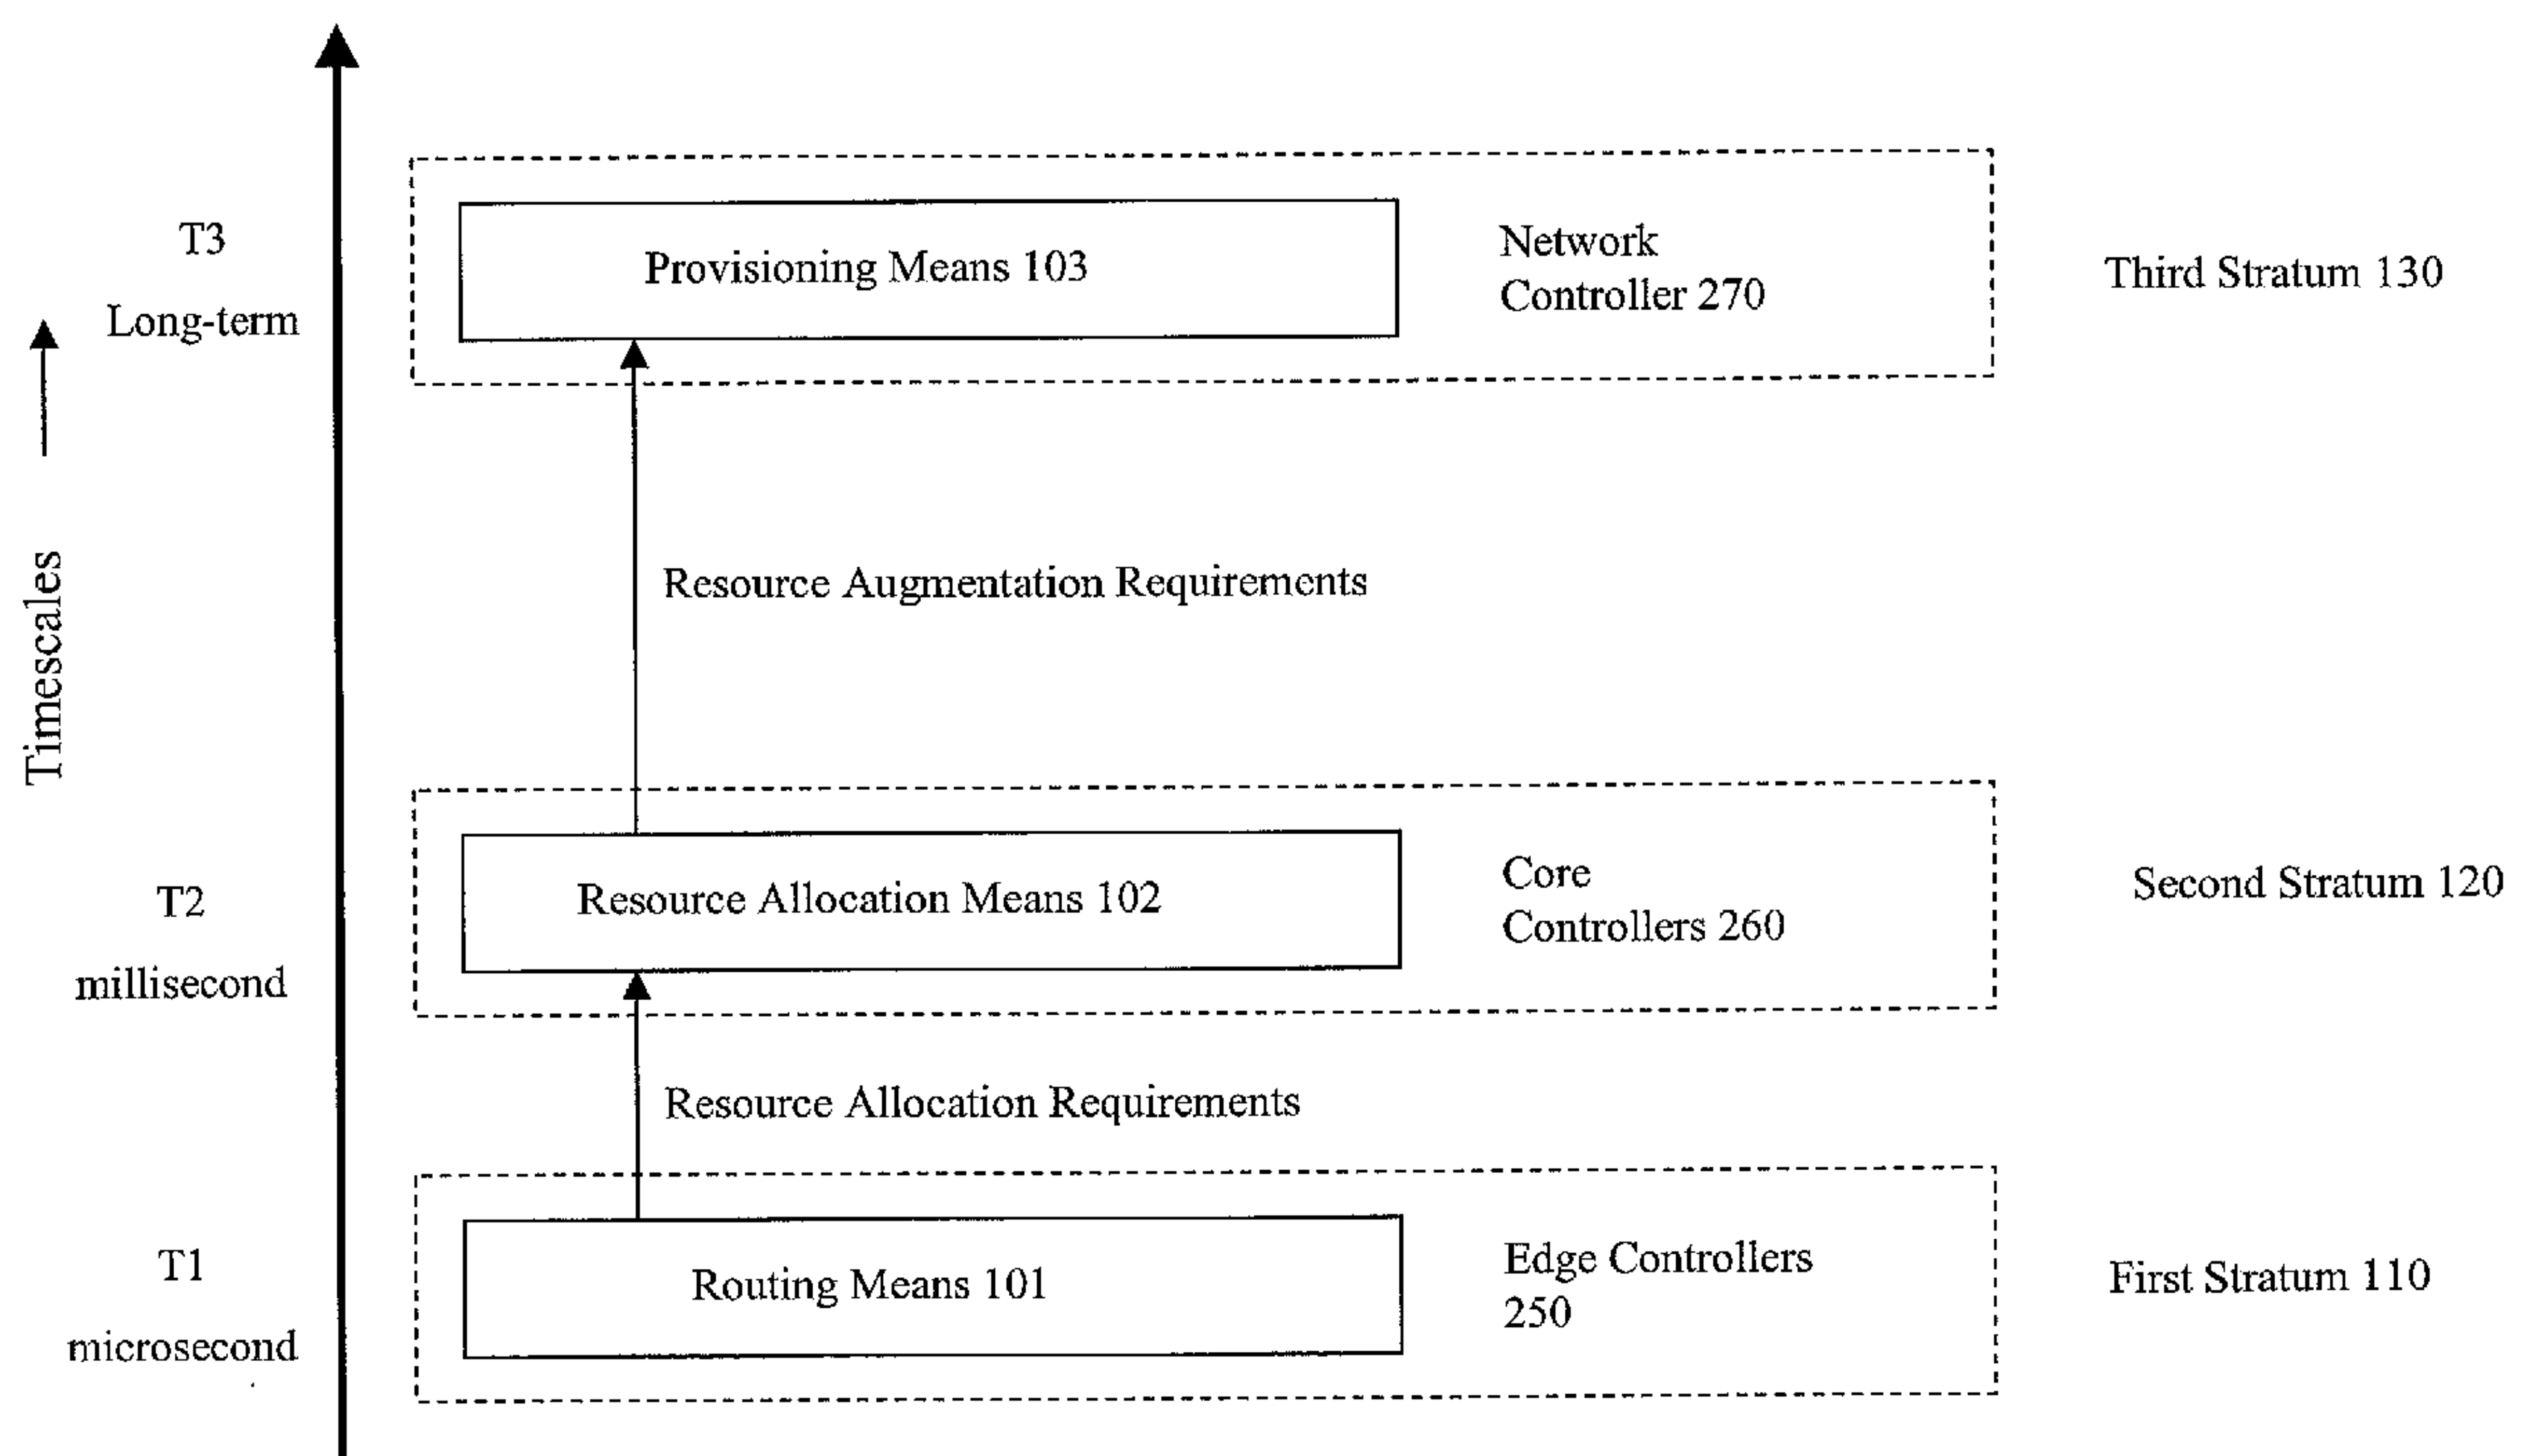 T3
Long-term
Provisioning Means 103
Network
Controller 270
Third Stratum 130
Timescales
Resource Augmentation Requirements
T2
millisecond
Resource Allocation Means 102
Core
Controllers 260
Second Stratum 120
Resource Allocation Requirements
T1
microsecond
Routing Means 101
Edge Controllers
250
First Stratum 110